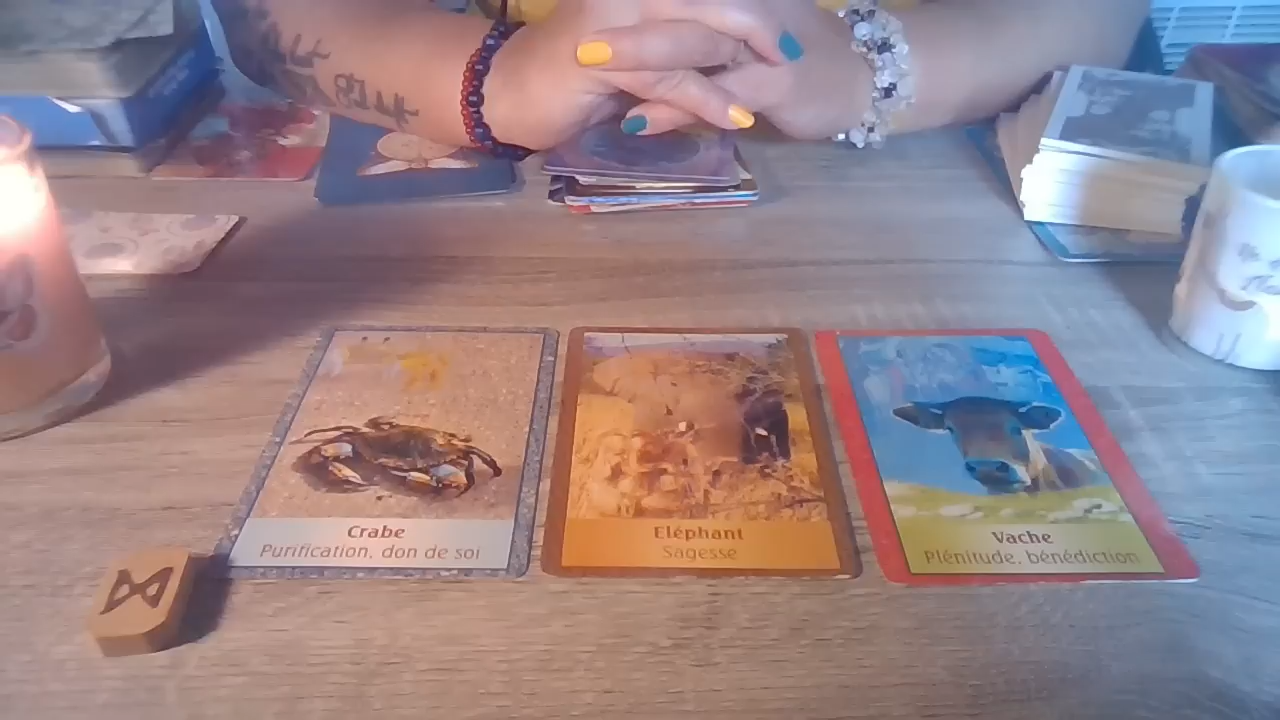 Crabe
Purification, don de soi
Eléphant
Sagesse
Vache
Plénitude, bénédiction